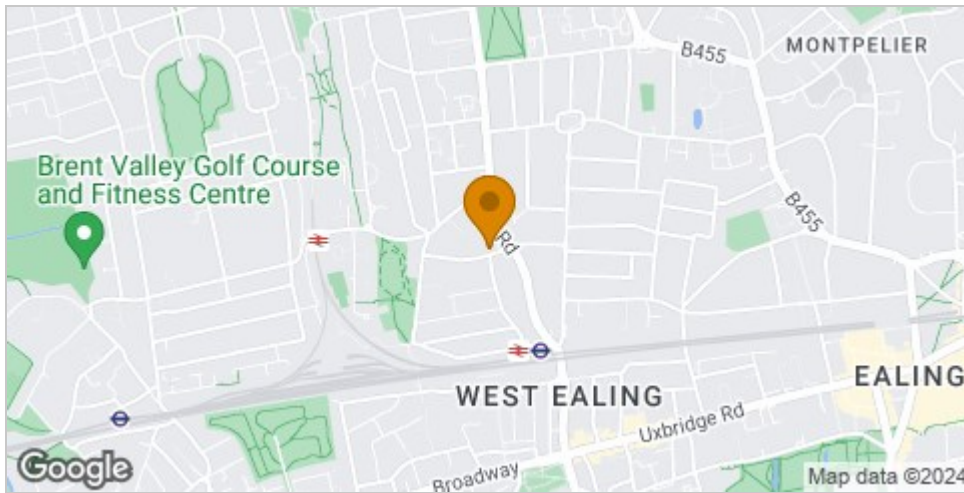 B455
MONTPELIER
Brent Valley Golf Course
and Fitness Centre
B455
Rd
WEST EALING
EALING
Uxbridge Rd
Broadway
Google
Map data ©2024